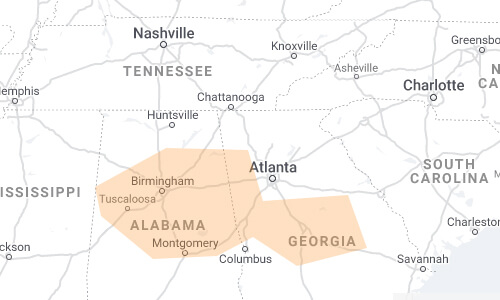 Nashville
Knoxville
Greensbo
TENNESSEE
Asheville
N
CA
Charlotte
emphis
Chattanooga
Huntsville
Atlanta
SOUTH
CAROLINA
M
ISSISSIPPI
Birmingham
Tuscaloosa
ALABAMA
Charleston
GEORGIA
Montgomery
ckson
Columbus
Savannah